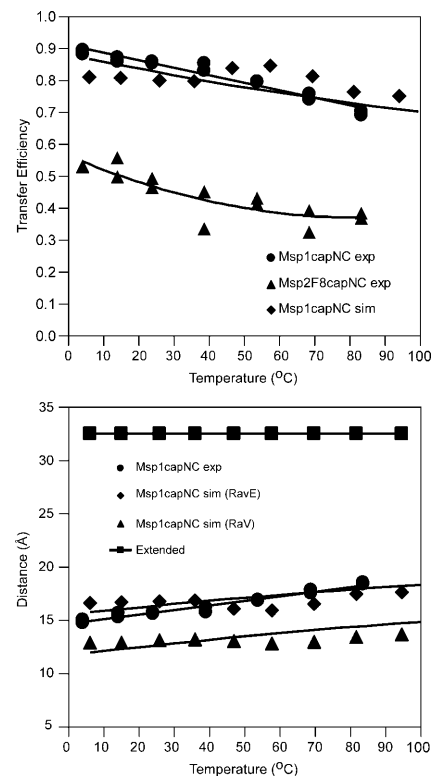 1.0
0.9
0.8
0.7
0.6
0.5
0.4
0.3
0.2
0.1
0.0
Transfer Efficiency
Msp1capNC exp
Msp2F8capNC exp
Msp1capNC sim
0 10 20 30 40 50 60 70 80 90 100
Temperature (°C)
35
30
25
20
15
10
5
Distance (Å)
Msp1capNC exp
Msp1capNC sim (RavE)
Msp1capNC sim (RaV)
Extended
0 10 20 30 40 50 60 70 80 90 100
Temperature (°C)